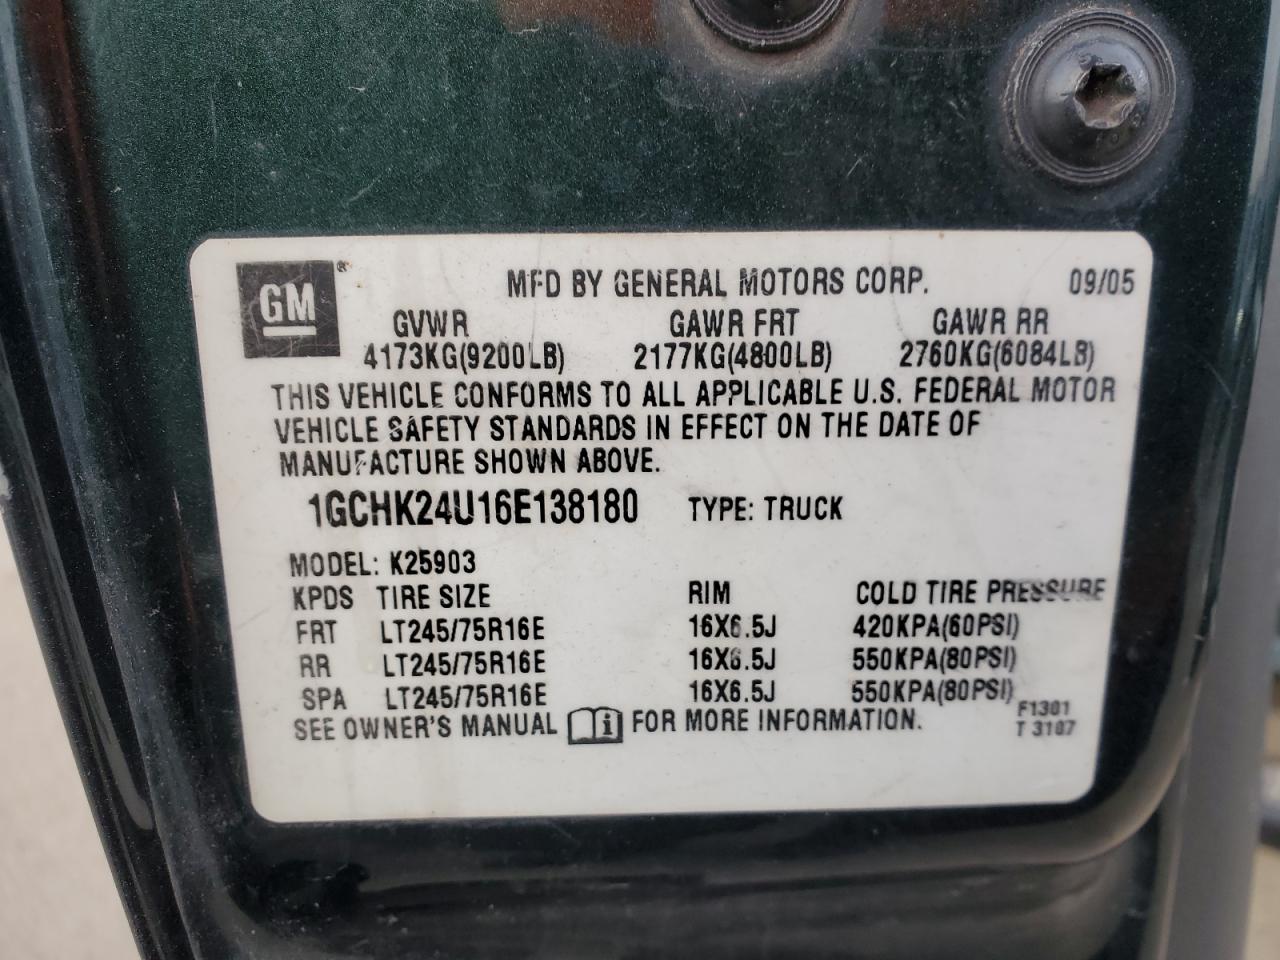 GM ® MFD BY GENERAL MOTORS CORP. 09/05
GVWR GAWR FRT GAWR RR
4173KG(9200LB) 2177KG(4800LB) 2760KG(6084LB)
THIS VEHICLE CONFORMS TO ALL APPLICABLE U.S. FEDERAL MOTOR
VEHICLE SAFETY STANDARDS IN EFFECT ON THE DATE OF
MANUFACTURE SHOWN ABOVE.
1GCHK24U16E138180 TYPE: TRUCK
MODEL: K25903
KPDS TIRE SIZE RIM COLD TIRE PRESSURE
FRT LT245/75R16E 16X6.5J 420KPA(60PSI)
RR LT245/75R16E 16X6.5J 550KPA(80PSI)
SPA LT245/75R16E 16X6.5J 550KPA(80PSI)
SEE OWNER'S MANUAL i FOR MORE INFORMATION.
F1301
T 3107